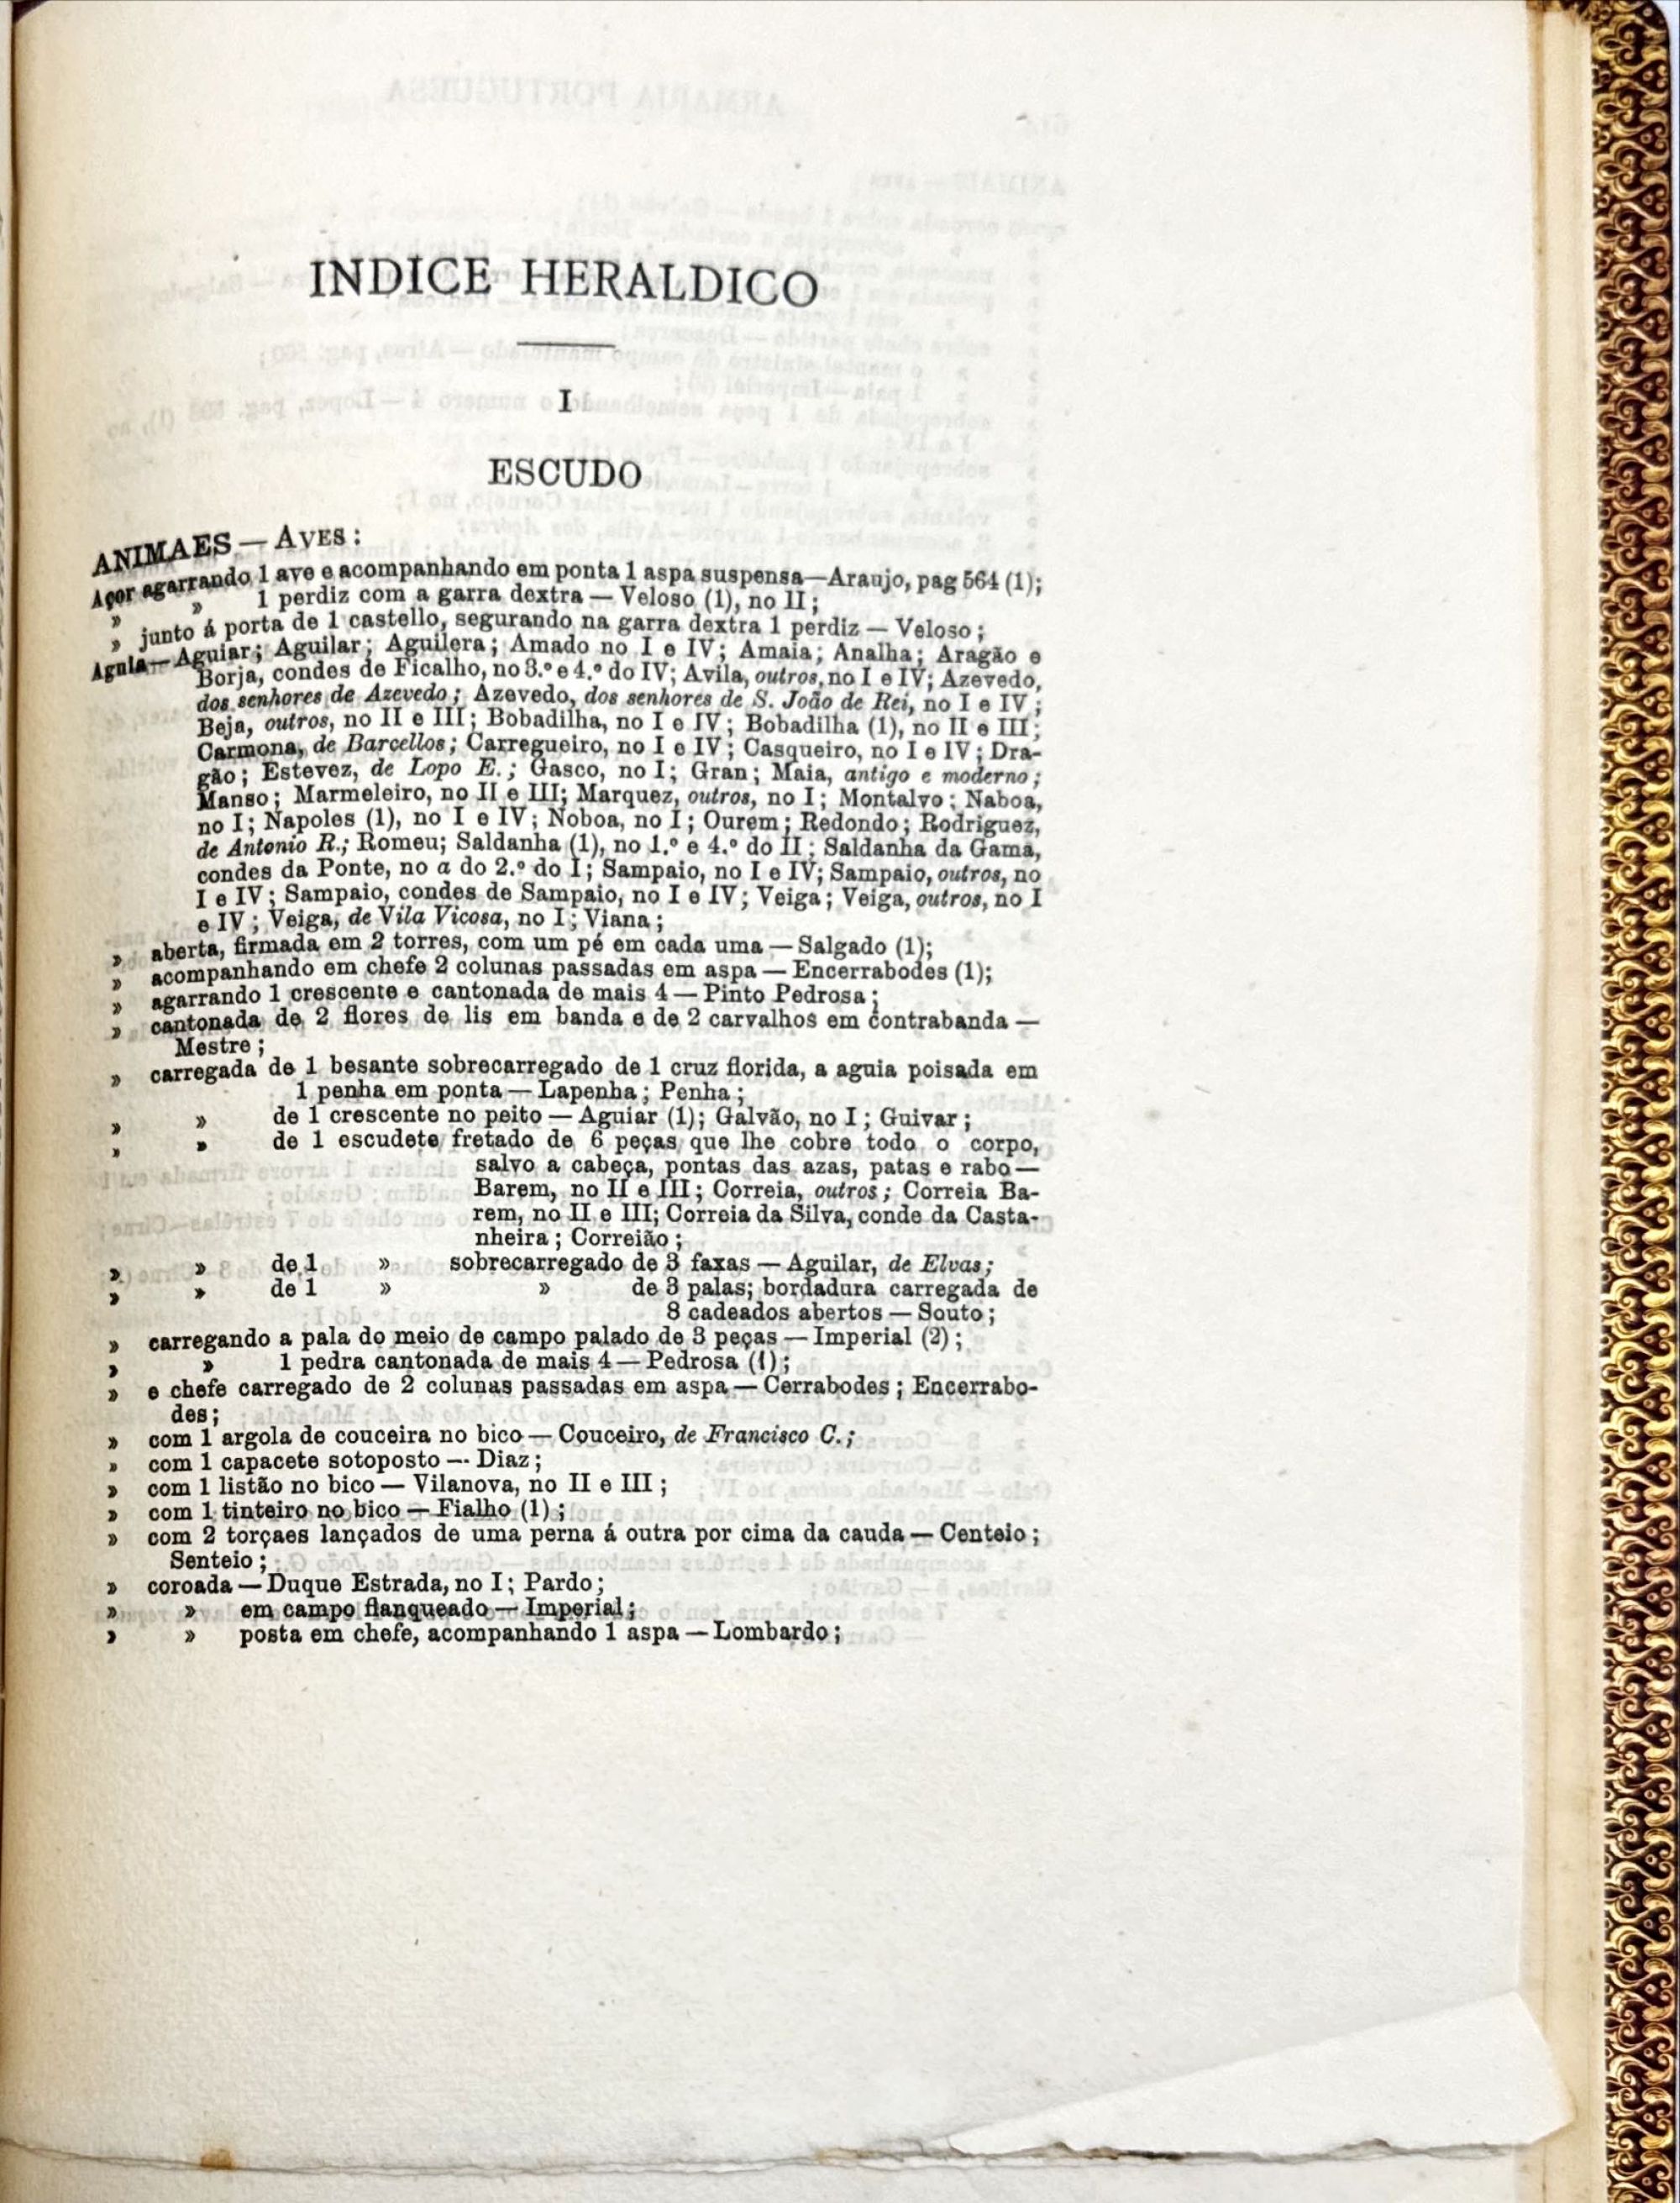 INDICE HERALDICO
I
ESCUDO
ANIMAES — AVES:
Açor agarrando 1 ave e acompanhando em ponta 1 aspa suspensa—Araujo, pag 564 (1);
» » 1 perdiz com a garra dextra — Veloso (1), no II;
» junto á porta de 1 castello, segurando na garra dextra 1 perdiz — Veloso;
Aguia—Aguiar; Aguilar; Aguilera; Amado no I e IV; Amaia; Analha; Aragão e
Borja, condes de Ficalho, no 3.º e 4.º do IV; Avila, outros, no I e IV; Azevedo,
dos senhores de Azevedo; Azevedo, dos senhores de S. João de Rei, no I e IV;
Beja, outros, no II e III; Bobadilha, no I e IV; Bobadilha (1), no II e III;
Carmona, de Barcellos; Carregueiro, no I e IV; Casqueiro, no I e IV; Dra-
gão; Estevez, de Lopo E.; Gasco, no I; Gran; Maia, antigo e moderno;
Manso; Marmeleiro, no II e III; Marquez, outros, no I; Montalvo; Naboa,
no I; Napoles (1), no I e IV; Noboa, no I; Ourem; Redondo; Rodriguez,
de Antonio R.; Romeu; Saldanha (1), no 1.º e 4.º do II; Saldanha da Gama,
condes da Ponte, no a do 2.º do I; Sampaio, no I e IV; Sampaio, outros, no
I e IV; Sampaio, condes de Sampaio, no I e IV; Veiga; Veiga, outros, no I
e IV; Veiga, de Vila Vicosa, no I; Viana;
» aberta, firmada em 2 torres, com um pé em cada uma — Salgado (1);
» acompanhando em chefe 2 colunas passadas em aspa — Encerrabodes (1);
» agarrando 1 crescente e cantonada de mais 4 — Pinto Pedrosa;
» cantonada de 2 flores de lis em banda e de 2 carvalhos em contrabanda —
Mestre;
» carregada de 1 besante sobrecarregado de 1 cruz florida, a aguia poisada em
1 penha em ponta — Lapenha; Penha;
» » de 1 crescente no peito — Aguiar (1); Galvão, no I; Guivar;
» » de 1 escudete fretado de 6 peças que lhe cobre todo o corpo,
salvo a cabeça, pontas das azas, patas e rabo —
Barem, no II e III; Correia, outros; Correia Ba-
rem, no II e III; Correia da Silva, conde da Casta-
nheira; Correião;
» » de 1 » sobrecarregado de 3 faxas — Aguilar, de Elvas;
» » de 1 » » de 3 palas; bordadura carregada de
8 cadeados abertos — Souto;
» carregando a pala do meio de campo palado de 3 peças — Imperial (2);
» » 1 pedra cantonada de mais 4 — Pedrosa (1);
» e chefe carregado de 2 colunas passadas em aspa — Cerrabodes; Encerrabo-
des;
» com 1 argola de couceira no bico — Couceiro, de Francisco C.;
» com 1 capacete sotoposto — Diaz;
» com 1 listão no bico — Vilanova, no II e III;
» com 1 tinteiro no bico — Fialho (1);
» com 2 torçaes lançados de uma perna á outra por cima da cauda — Centeio;
Senteio;
» coroada — Duque Estrada, no I; Pardo;
» » em campo flanqueado — Imperial;
» » posta em chefe, acompanhando 1 aspa — Lombardo;